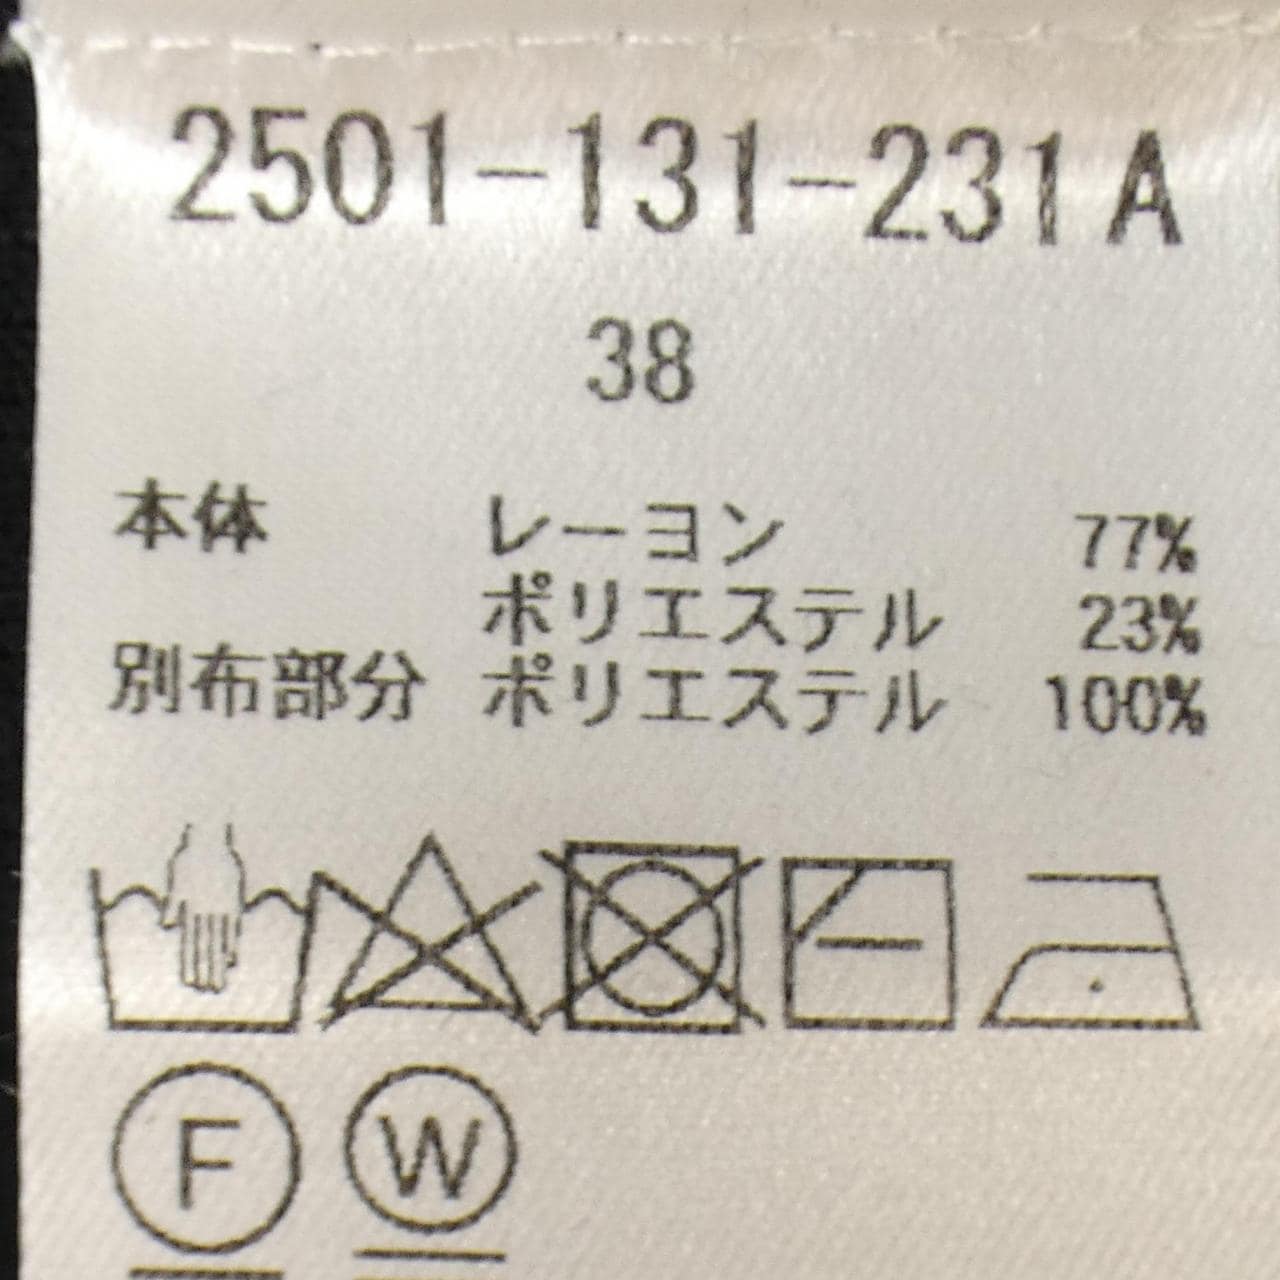 2501-131-231 A
38
本体 レーヨン 77%
ポリエステル 23%
別布部分 ポリエステル 100%
F W